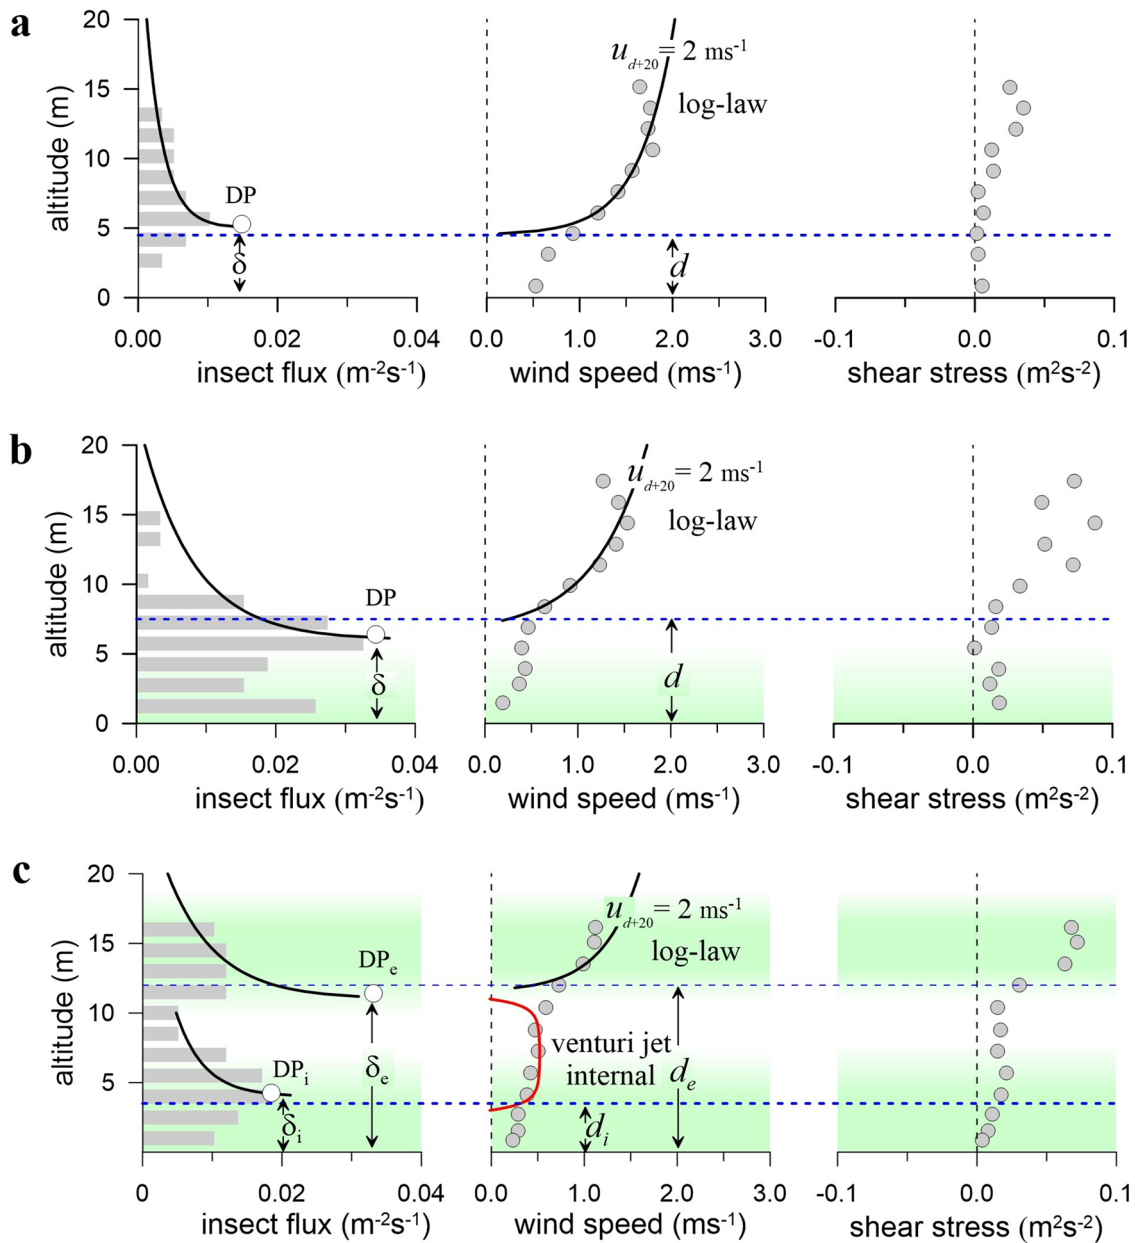 a
20
15
10
5
0
altitude (m)
DP
δ
0.00
0.02
0.04
insect flux (m-2s-1)
ud+20= 2 ms-1
log-law
d
0.0
1.0
2.0
3.0
wind speed (ms-1)
-0.1
0.0
0.1
shear stress (m2s-2)
b
20
15
10
5
0
altitude (m)
DP
δ
0.00
0.02
0.04
insect flux (m-2s-1)
ud+20= 2 ms-1
log-law
d
0.0
1.0
2.0
3.0
wind speed (ms-1)
-0.1
0.0
0.1
shear stress (m2s-2)
c
20
15
10
5
altitude (m)
DPe
δe
DPi
δi
0
0.02
0.04
insect flux (m-2s-1)
ud+20= 2 ms-1
log-law
venturi jet
internal
de
di
0.0
1.0
2.0
3.0
wind speed (ms-1)
-0.1
0.0
0.1
shear stress (m2s-2)